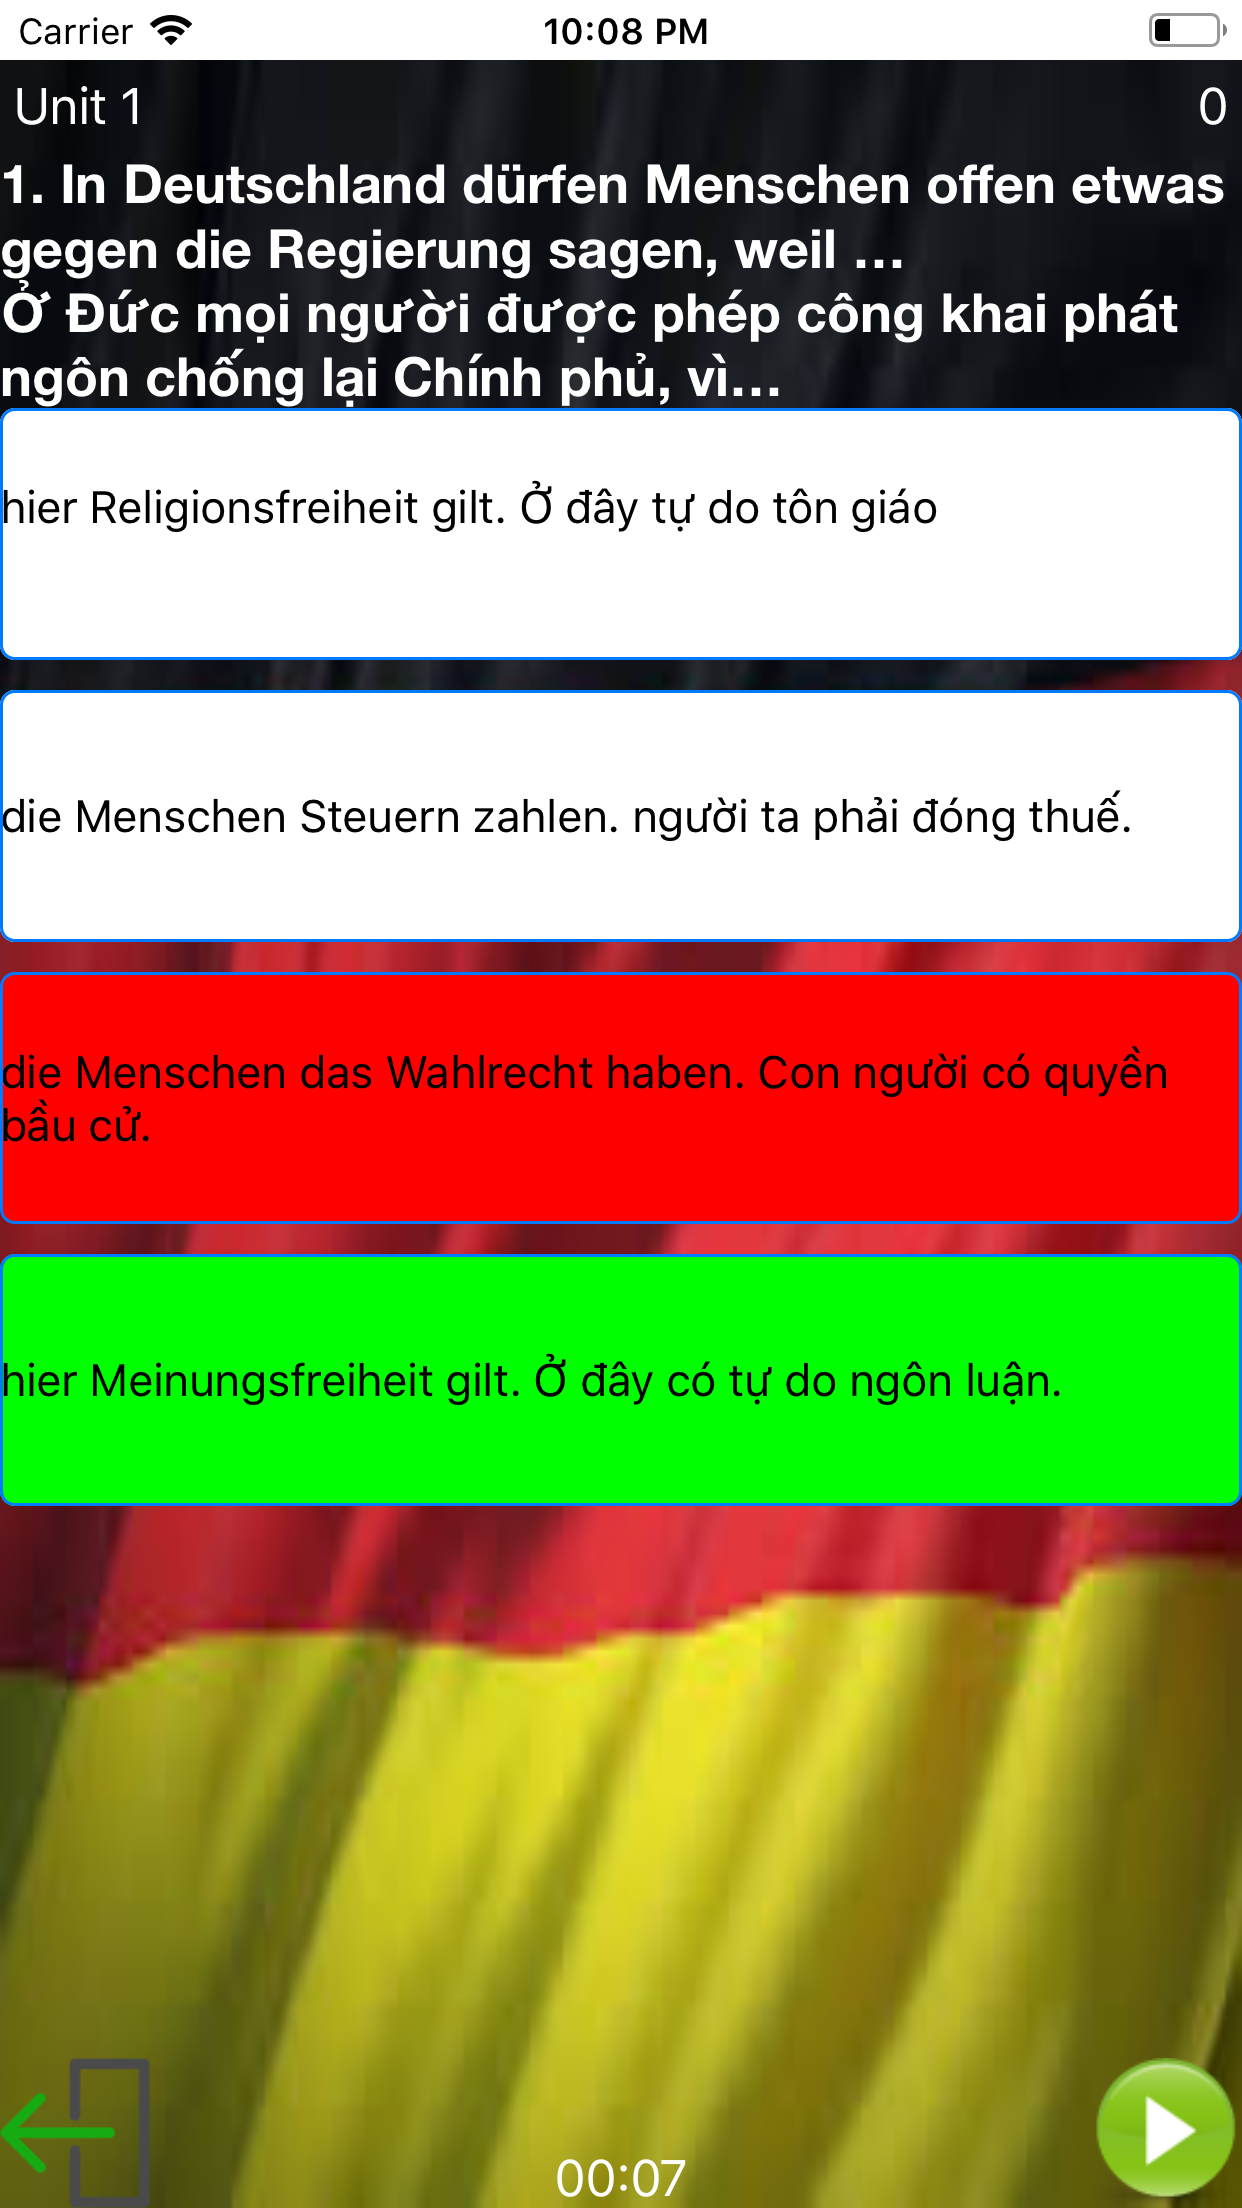 Carrier
10:08 PM
Unit 1
0
1. In Deutschland dürfen Menschen offen etwas
gegen die Regierung sagen, weil ...
Ở Đức mọi người được phép công khai phát
ngôn chống lại Chính phủ, vì...
hier Religionsfreiheit gilt. Ở đây tự do tôn giáo
die Menschen Steuern zahlen. người ta phải đóng thuế.
die Menschen das Wahlrecht haben. Con người có quyền
bầu cử.
hier Meinungsfreiheit gilt. Ở đây có tự do ngôn luận.
00:07